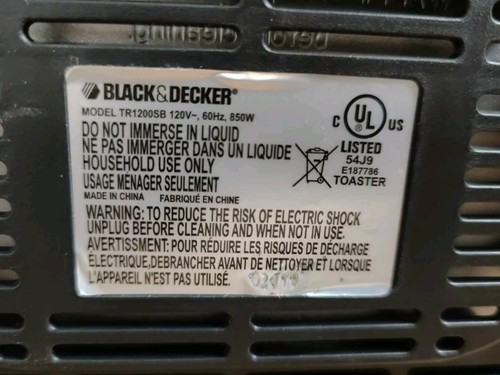 BLACK&DECKER
MODEL TR1200SB 120V~, 60Hz, 850W
DO NOT IMMERSE IN LIQUID
NE PAS IMMERGER DANS UN LIQUIDE
HOUSEHOLD USE ONLY
USAGE MENAGER SEULEMENT
MADE IN CHINA FABRIQUÉ EN CHINE
C UL US
LISTED
54J9
E187786
TOASTER
WARNING: TO REDUCE THE RISK OF ELECTRIC SHOCK
UNPLUG BEFORE CLEANING AND WHEN NOT IN USE.
AVERTISSEMENT: POUR RÉDUIRE LES RISQUES DE DÉCHARGE
ÉLECTRIQUE,DEBRANCHER AVANT DE NETTOYER ET LORSQUE
L'APPAREIL N'EST PAS UTILISÉ.